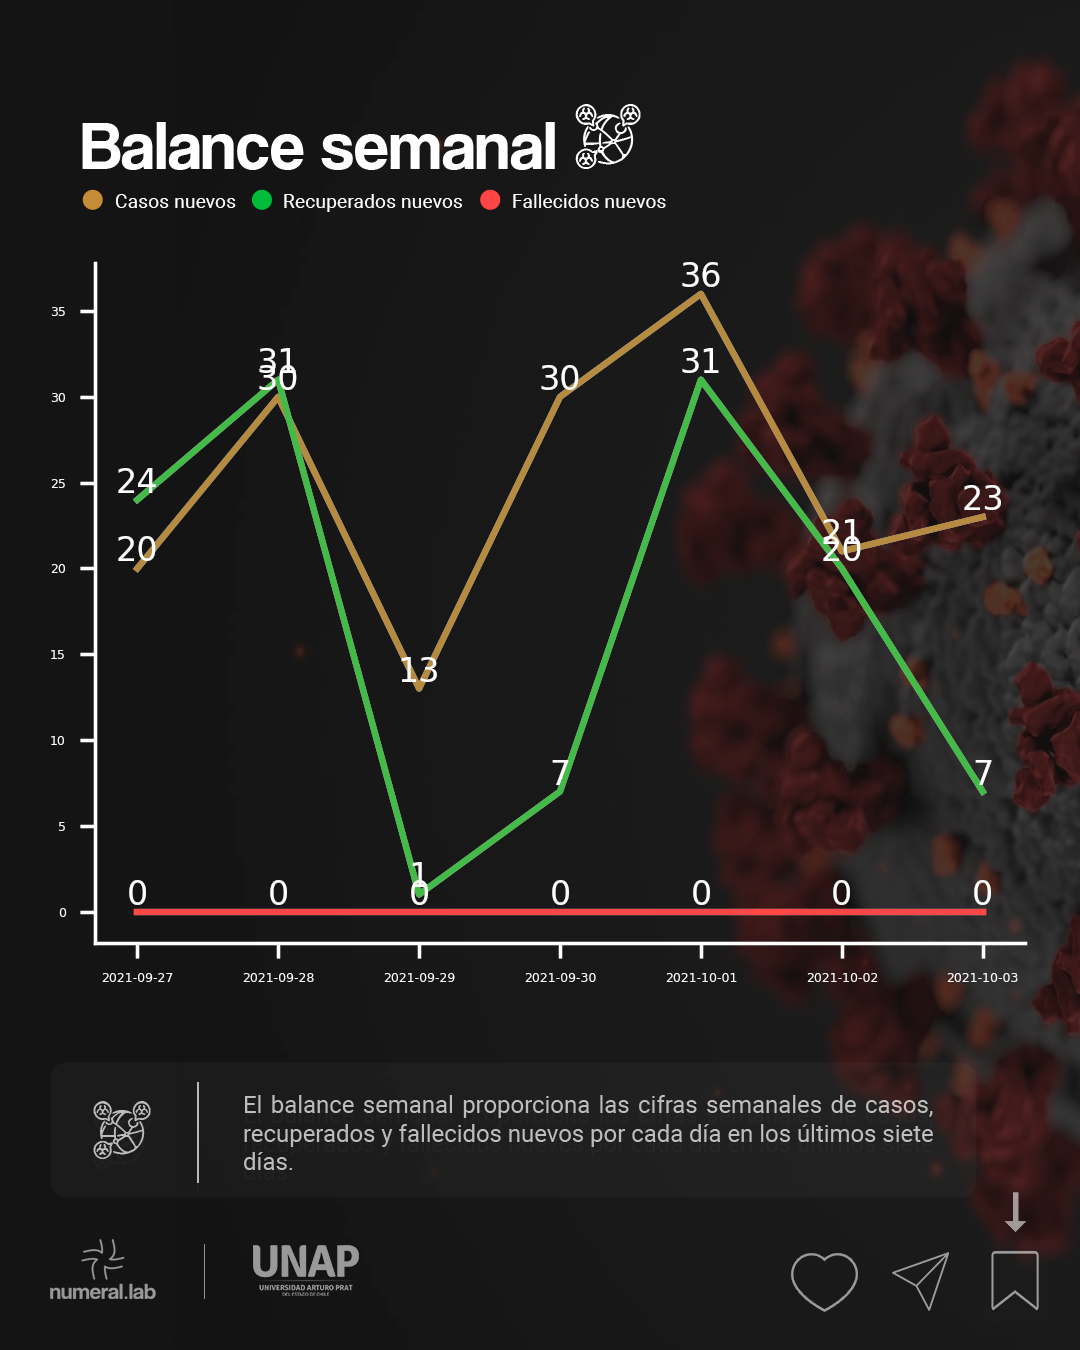 Balance semanal
Casos nuevos Recuperados nuevos Fallecidos nuevos
36
35
31
30
30
31
30
24
25
23
20
21
20
20
15
13
10
7
7
5
1
0
0
0
0
0
0
0
0
2021-09-27 2021-09-28 2021-09-29 2021-09-30 2021-10-01 2021-10-02 2021-10-03
El balance semanal proporciona las cifras semanales de casos,
recuperados y fallecidos nuevos por cada día en los últimos siete
días.
numeral.lab
UNAP
UNIVERSIDAD ARTURO PRAT
DEL ESTADO DE CHILE